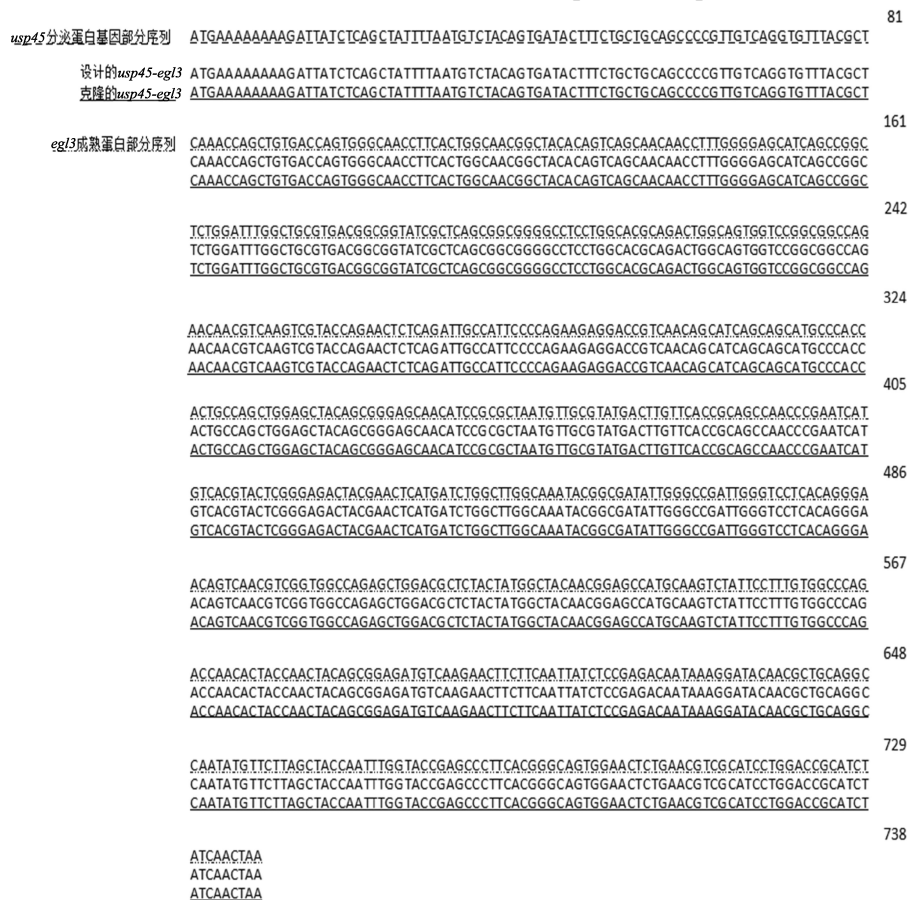 81
usp45分泌蛋白基因部分序列 ATGAAAAAAAAGATTATCTCAGCTATTTTAATGTCTACAGTGATACTTTCTGCTGCAGCCCCGTTGTCAGGTGTTTACGCT
设计的usp45-egl3 ATGAAAAAAAAGATTATCTCAGCTATTTTAATGTCTACAGTGATACTTTCTGCTGCAGCCCCGTTGTCAGGTGTTTACGCT
克隆的usp45-egl3 ATGAAAAAAAAGATTATCTCAGCTATTTTAATGTCTACAGTGATACTTTCTGCTGCAGCCCCGTTGTCAGGTGTTTACGCT
161
egl3成熟蛋白部分序列 CAAACCAGCTGTGACCAGTGGGCAACCTTCACTGGCAACGGCTACACAGTCAGCAACAACCTTTGGGGAGCATCAGCCGGC
CAAACCAGCTGTGACCAGTGGGCAACCTTCACTGGCAACGGCTACACAGTCAGCAACAACCTTTGGGGAGCATCAGCCGGC
CAAACCAGCTGTGACCAGTGGGCAACCTTCACTGGCAACGGCTACACAGTCAGCAACAACCTTTGGGGAGCATCAGCCGGC
242
TCTGGATTTGGCTGCGTGACGGCGGTATCGCTCAGCGGCGGGGCCTCCTGGCACGCAGACTGGCAGTGGTCCGGCGGCCAG
TCTGGATTTGGCTGCGTGACGGCGGTATCGCTCAGCGGCGGGGCCTCCTGGCACGCAGACTGGCAGTGGTCCGGCGGCCAG
TCTGGATTTGGCTGCGTGACGGCGGTATCGCTCAGCGGCGGGGCCTCCTGGCACGCAGACTGGCAGTGGTCCGGCGGCCAG
324
AACAACGTCAAGTCGTACCAGAACTCTCAGATTGCCATTCCCCAGAAGAGGACCGTCAACAGCATCAGCAGCATGCCCACC
AACAACGTCAAGTCGTACCAGAACTCTCAGATTGCCATTCCCCAGAAGAGGACCGTCAACAGCATCAGCAGCATGCCCACC
AACAACGTCAAGTCGTACCAGAACTCTCAGATTGCCATTCCCCAGAAGAGGACCGTCAACAGCATCAGCAGCATGCCCACC
405
ACTGCCAGCTGGAGCTACAGCGGGAGCAACATCCGCGCTAATGTTGCGTATGACTTGTTCACCGCAGCCAACCCGAATCAT
ACTGCCAGCTGGAGCTACAGCGGGAGCAACATCCGCGCTAATGTTGCGTATGACTTGTTCACCGCAGCCAACCCGAATCAT
ACTGCCAGCTGGAGCTACAGCGGGAGCAACATCCGCGCTAATGTTGCGTATGACTTGTTCACCGCAGCCAACCCGAATCAT
486
GTCACGTACTCGGGAGACTACGAACTCATGATCTGGCTTGGCAAATACGGCGATATTGGGCCGATTGGGTCCTCACAGGGA
GTCACGTACTCGGGAGACTACGAACTCATGATCTGGCTTGGCAAATACGGCGATATTGGGCCGATTGGGTCCTCACAGGGA
GTCACGTACTCGGGAGACTACGAACTCATGATCTGGCTTGGCAAATACGGCGATATTGGGCCGATTGGGTCCTCACAGGGA
567
ACAGTCAACGTCGGTGGCCAGAGCTGGACGCTCTACTATGGCTACAACGGAGCCATGCAAGTCTATTCCTTTGTGGCCCAG
ACAGTCAACGTCGGTGGCCAGAGCTGGACGCTCTACTATGGCTACAACGGAGCCATGCAAGTCTATTCCTTTGTGGCCCAG
ACAGTCAACGTCGGTGGCCAGAGCTGGACGCTCTACTATGGCTACAACGGAGCCATGCAAGTCTATTCCTTTGTGGCCCAG
648
ACCAACACTACCAACTACAGCGGAGATGTCAAGAACTTCTTCAATTATCTCCGAGACAATAAAGGATACAACGCTGCAGGC
ACCAACACTACCAACTACAGCGGAGATGTCAAGAACTTCTTCAATTATCTCCGAGACAATAAAGGATACAACGCTGCAGGC
ACCAACACTACCAACTACAGCGGAGATGTCAAGAACTTCTTCAATTATCTCCGAGACAATAAAGGATACAACGCTGCAGGC
729
CAATATGTTCTTAGCTACCAATTTGGTACCGAGCCCTTCACGGGCAGTGGAACTCTGAACGTCGCATCCTGGACCGCATCT
CAATATGTTCTTAGCTACCAATTTGGTACCGAGCCCTTCACGGGCAGTGGAACTCTGAACGTCGCATCCTGGACCGCATCT
CAATATGTTCTTAGCTACCAATTTGGTACCGAGCCCTTCACGGGCAGTGGAACTCTGAACGTCGCATCCTGGACCGCATCT
738
ATCAACTAA
ATCAACTAA
ATCAACTAA